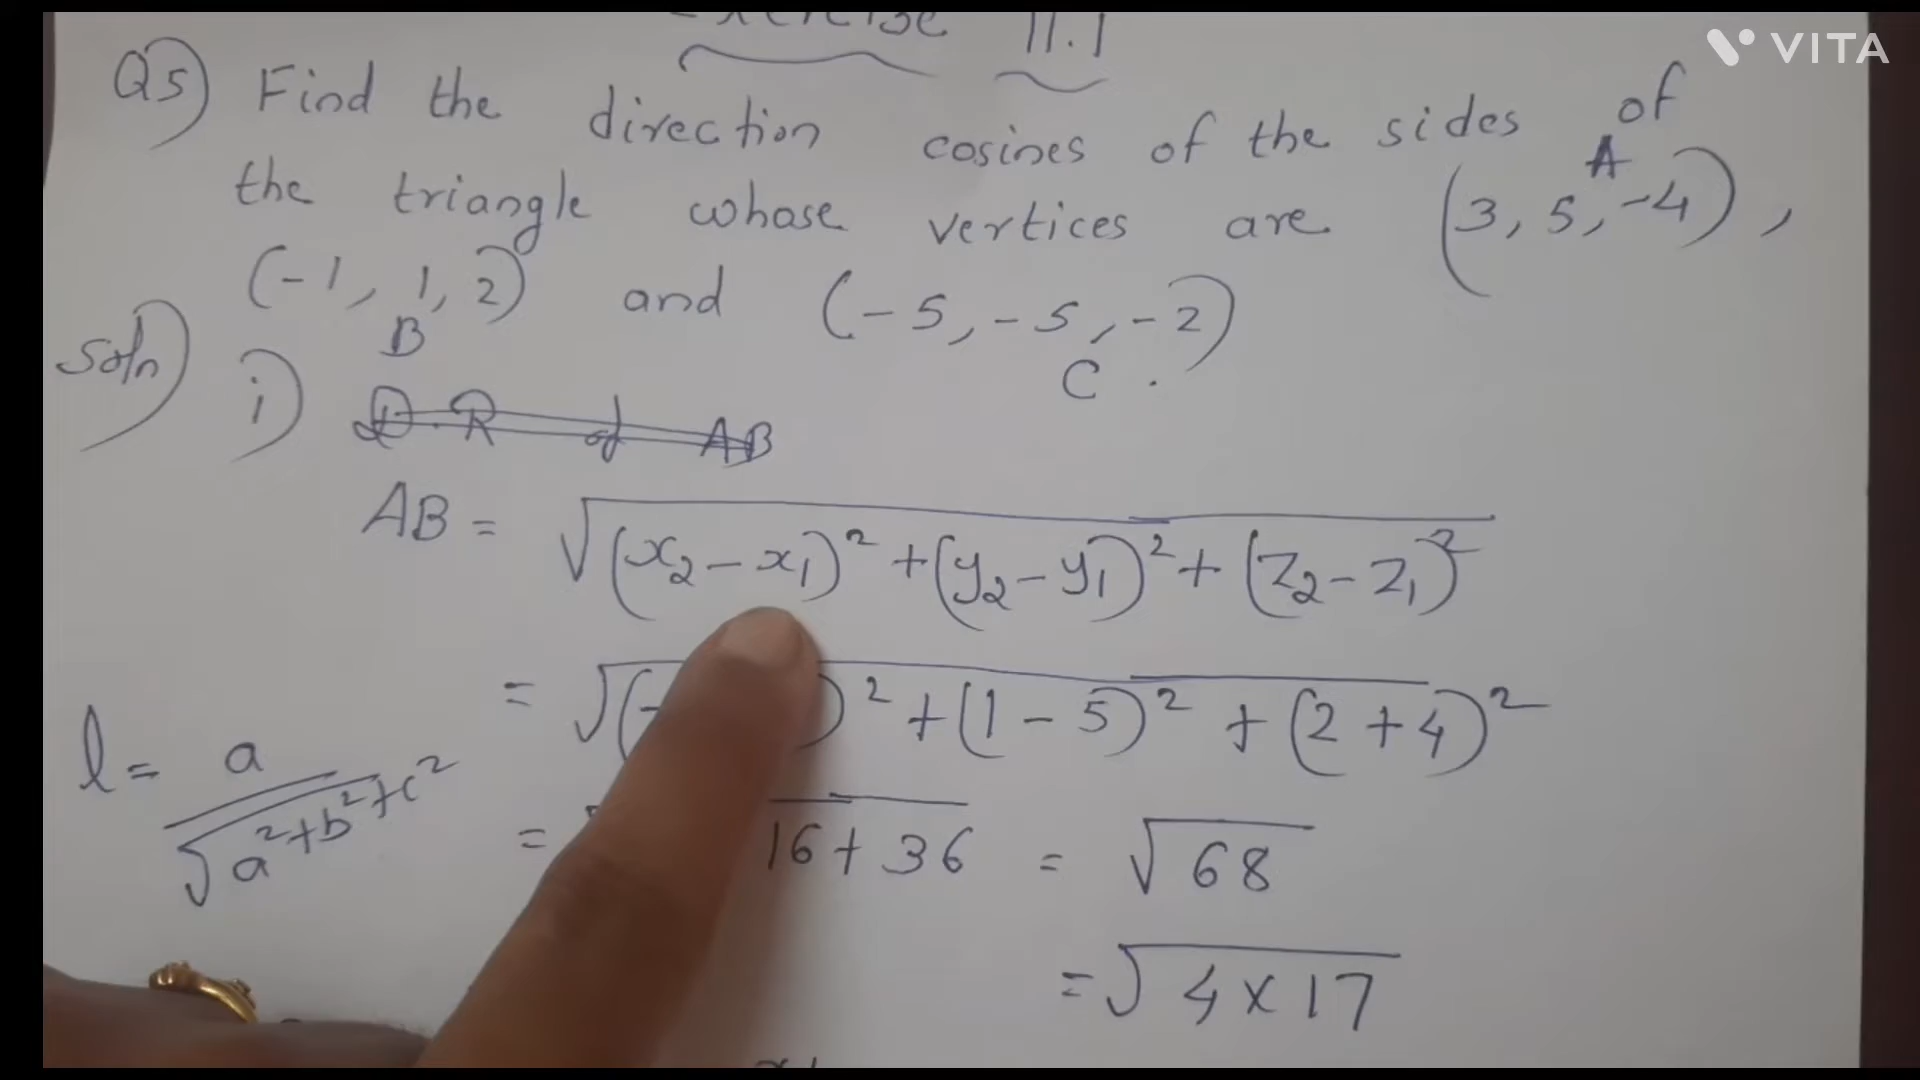 Exercise 11.1
VITA
Q5) Find the direction cosines of the sides of
the triangle whose vertices are (3, 5, -4),
A
(-1, 1, 2) and (-5, -5, -2)
B
C .
Soln) i) D.R of AB
AB = √(x₂ - x₁)² + (y₂ - y₁)² + (z₂ - z₁)²
= √(- )² + (1 - 5)² + (2 + 4)²
l = a / √a² + b² + c²
= 16 + 36 = √68
= √4 × 17